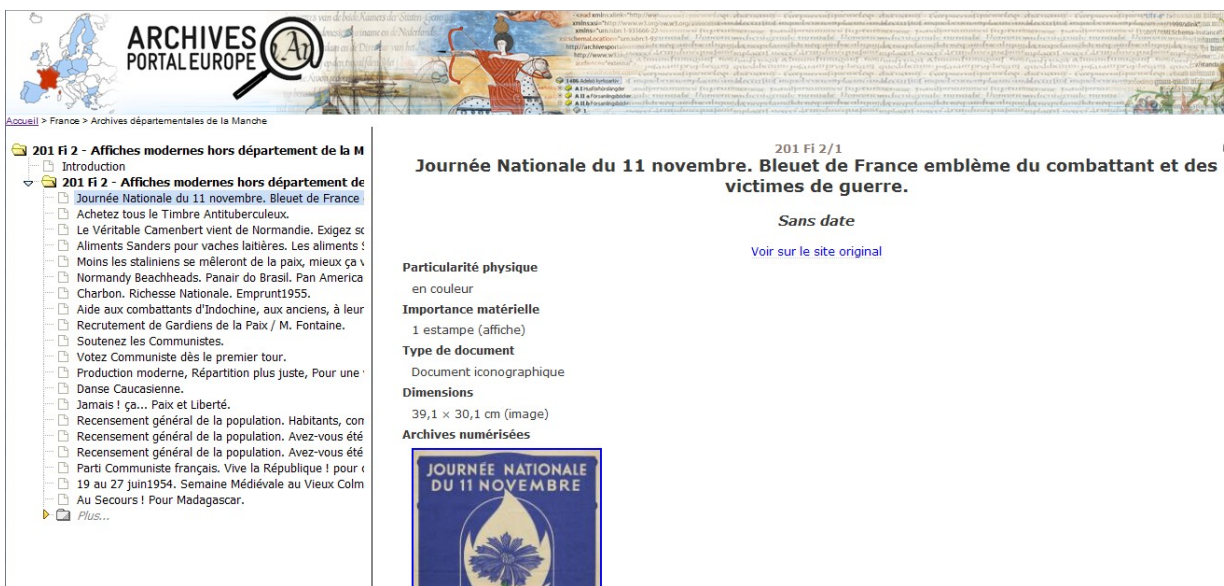 ARCHIVES
PORTAL EUROPE
Accueil > France > Archives départementales de la Manche
201 Fi 2 - Affiches modernes hors département de la M
Introduction
201 Fi 2 - Affiches modernes hors département de
Journée Nationale du 11 novembre. Bleuet de France
Achetez tous le Timbre Antituberculeux.
Le Véritable Camenbert vient de Normandie. Exigez so
Aliments Sanders pour vaches laitières. Les aliments
Moins les staliniens se mêleront de la paix, mieux ça v
Normandy Beachheads. Panair do Brasil. Pan America
Charbon. Richesse Nationale. Emprunt1955.
Aide aux combattants d'Indochine, aux anciens, à leur
Recrutement de Gardiens de la Paix / M. Fontaine.
Soutenez les Communistes.
Votez Communiste dès le premier tour.
Production moderne, Répartition plus juste, Pour une
Danse Caucasienne.
Jamais ! ça... Paix et Liberté.
Recensement général de la population. Habitants, com
Recensement général de la population. Avez-vous été
Recensement général de la population. Avez-vous été
Parti Communiste français. Vive la République ! pour
19 au 27 juin1954. Semaine Médiévale au Vieux Colm
Au Secours ! Pour Madagascar.
Plus...
201 Fi 2/1
Journée Nationale du 11 novembre. Bleuet de France emblème du combattant et des
victimes de guerre.
Sans date
Voir sur le site original
Particularité physique
en couleur
Importance matérielle
1 estampe (affiche)
Type de document
Document iconographique
Dimensions
39,1 × 30,1 cm (image)
Archives numérisées
JOURNÉE NATIONALE
DU 11 NOVEMBRE